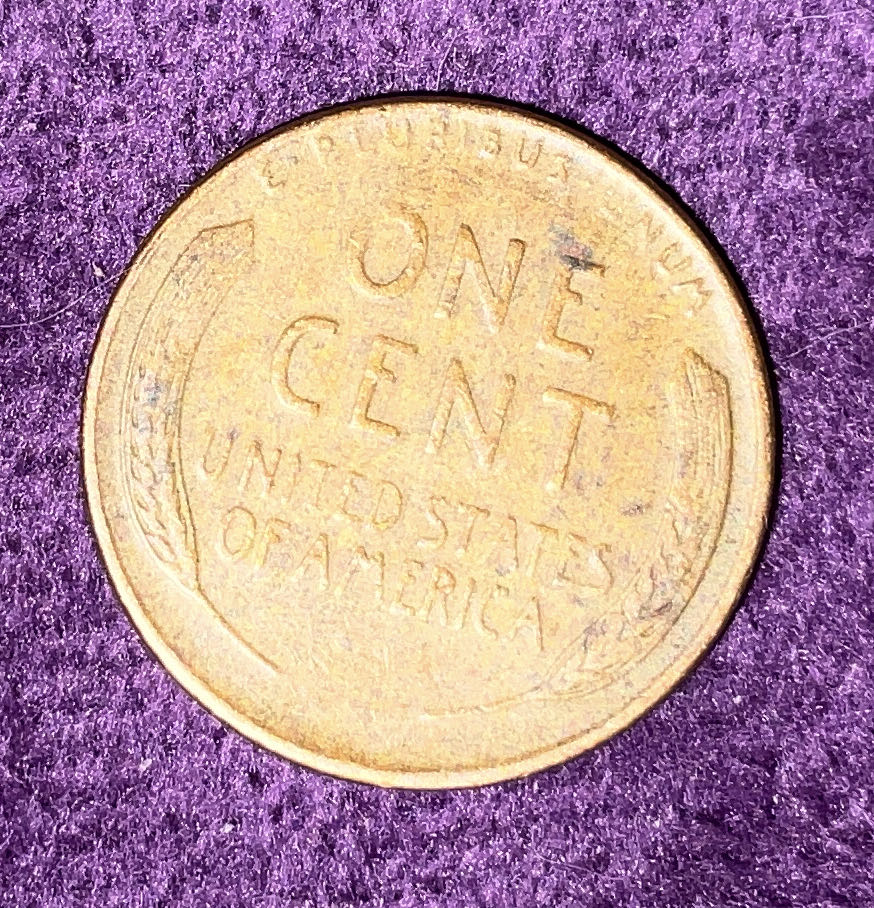 E · PLURIBUS · UNUM
ONE
CENT
UNITED STATES
OF AMERICA